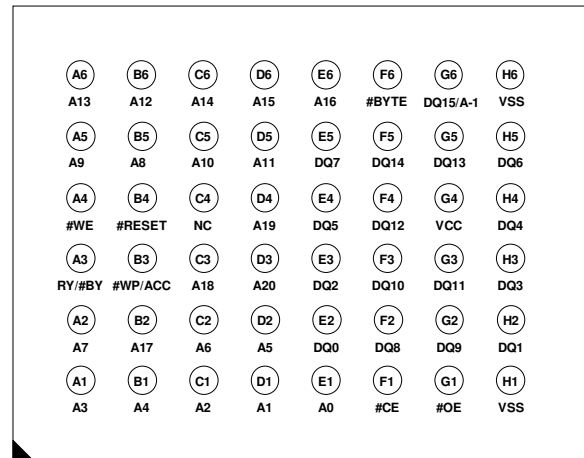 A6 B6 C6 D6 E6 F6 G6 H6
A13 A12 A14 A15 A16 #BYTE DQ15/A-1 VSS
A5 B5 C5 D5 E5 F5 G5 H5
A9 A8 A10 A11 DQ7 DQ14 DQ13 DQ6
A4 B4 C4 D4 E4 F4 G4 H4
#WE #RESET NC A19 DQ5 DQ12 VCC DQ4
A3 B3 C3 D3 E3 F3 G3 H3
RY/#BY #WP/ACC A18 A20 DQ2 DQ10 DQ11 DQ3
A2 B2 C2 D2 E2 F2 G2 H2
A7 A17 A6 A5 DQ0 DQ8 DQ9 DQ1
A1 B1 C1 D1 E1 F1 G1 H1
A3 A4 A2 A1 A0 #CE #OE VSS